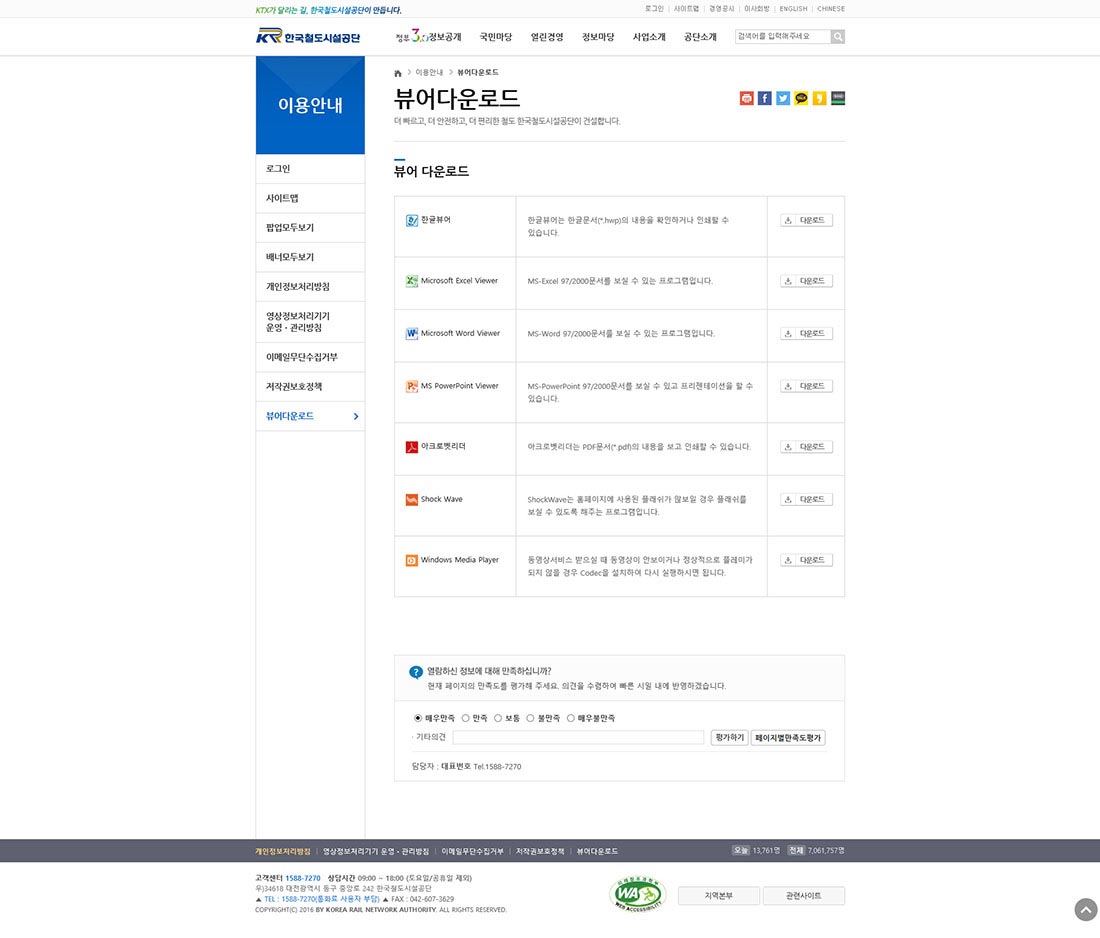 KTX가 달리는 길, 한국철도시설공단이 만듭니다.
로그인 | 사이트맵 | 경영공시 | 이사회방 | ENGLISH | CHINESE
KR 한국철도시설공단
정부3.0정보공개 국민마당 열린경영 정보마당 사업소개 공단소개
검색어를 입력해주세요
이용안내 > 뷰어다운로드
이용안내
뷰어다운로드
더 빠르고, 더 안전하고, 더 편리한 철도 한국철도시설공단이 건설합니다.
로그인
사이트맵
팝업모두보기
배너모두보기
개인정보처리방침
영상정보처리기기
운영·관리방침
이메일무단수집거부
저작권보호정책
뷰어다운로드
뷰어 다운로드
한글뷰어
한글뷰어는 한글문서(*.hwp)의 내용을 확인하거나 인쇄할 수
있습니다.
다운로드
Microsoft Excel Viewer
MS-Excel 97/2000문서를 보실 수 있는 프로그램입니다.
다운로드
Microsoft Word Viewer
MS-Word 97/2000문서를 보실 수 있는 프로그램입니다.
다운로드
MS PowerPoint Viewer
MS-PowerPoint 97/2000문서를 보실 수 있고 프리젠테이션을 할 수
있습니다.
다운로드
아크로벳리더
아크로벳리더는 PDF문서(*.pdf)의 내용을 보고 인쇄할 수 있습니다.
다운로드
Shock Wave
ShockWave는 홈페이지에 사용된 플래쉬가 않보일 경우 플래쉬를
보실 수 있도록 해주는 프로그램입니다.
다운로드
Windows Media Player
동영상서비스 받으실 때 동영상이 안보이거나 정상적으로 플레이가
되지 않을 경우 Codec을 설치하여 다시 실행하시면 됩니다.
다운로드
열람하신 정보에 대해 만족하십니까?
현재 페이지의 만족도를 평가해 주세요. 의견을 수렴하여 빠른 시일 내에 반영하겠습니다.
매우만족 만족 보통 불만족 매우불만족
· 기타의견 평가하기 페이지별만족도평가
담당자 : 대표번호 Tel.1588-7270
개인정보처리방침 | 영상정보처리기기 운영·관리방침 | 이메일무단수집거부 | 저작권보호정책 | 뷰어다운로드
오늘 13,761명 전체 7,061,757명
고객센터 1588-7270 상담시간 09:00 ~ 18:00 (토요일/공휴일 제외)
우)34618 대전광역시 동구 중앙로 242 한국철도시설공단
▲ TEL : 1588-7270(통화료 사용자 부담) ▲ FAX : 042-607-3629
COPYRIGHT(C) 2016 BY KOREA RAIL NETWORK AUTHORITY. ALL RIGHTS RESERVED.
WA
WEB ACCESSIBILITY
지역본부
관련사이트